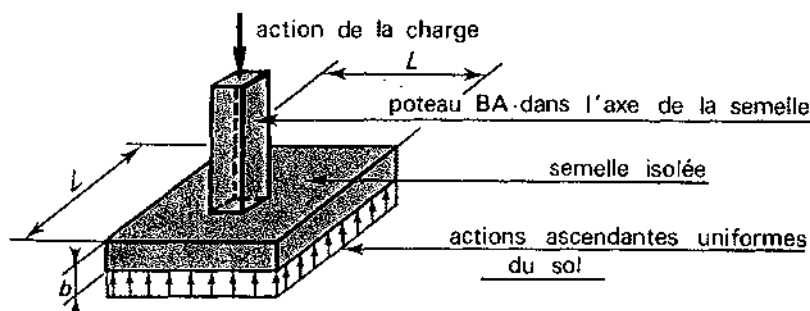 action de la charge
L
poteau BA dans l'axe de la semelle
L
semelle isolée
actions ascendantes uniformes
du sol
b